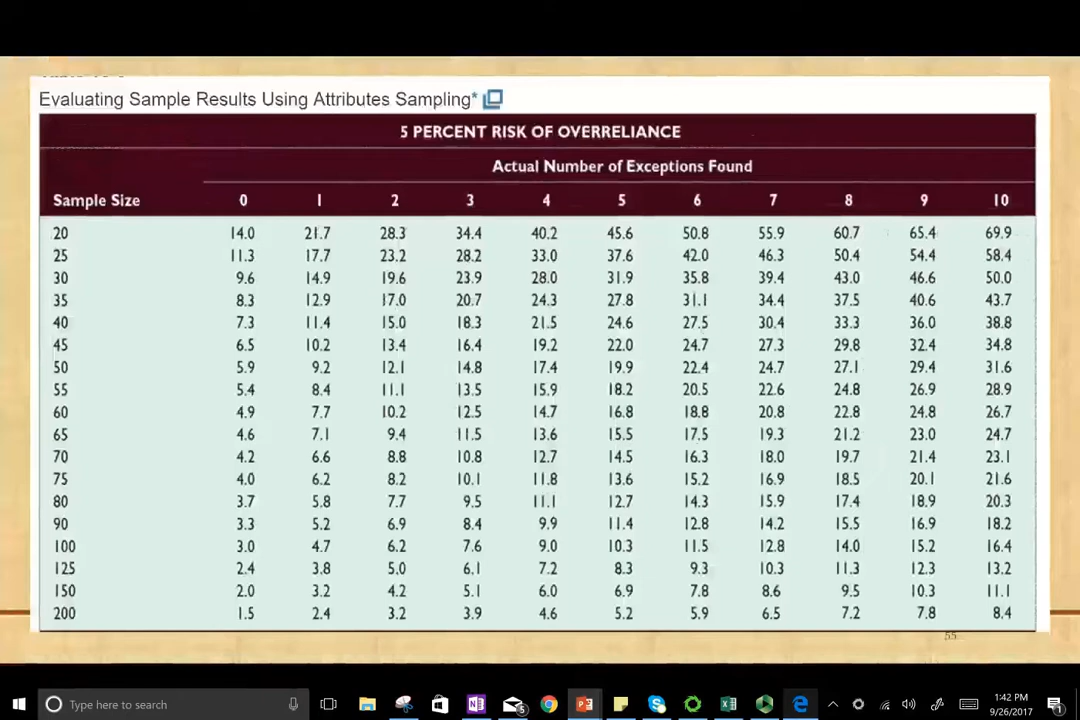 Evaluating Sample Results Using Attributes Sampling*
5 PERCENT RISK OF OVERRELIANCE
Actual Number of Exceptions Found
Sample Size 0 1 2 3 4 5 6 7 8 9 10
20 14.0 21.7 28.3 34.4 40.2 45.6 50.8 55.9 60.7 65.4 69.9
25 11.3 17.7 23.2 28.2 33.0 37.6 42.0 46.3 50.4 54.4 58.4
30 9.6 14.9 19.6 23.9 28.0 31.9 35.8 39.4 43.0 46.6 50.0
35 8.3 12.9 17.0 20.7 24.3 27.8 31.1 34.4 37.5 40.6 43.7
40 7.3 11.4 15.0 18.3 21.5 24.6 27.5 30.4 33.3 36.0 38.8
45 6.5 10.2 13.4 16.4 19.2 22.0 24.7 27.3 29.8 32.4 34.8
50 5.9 9.2 12.1 14.8 17.4 19.9 22.4 24.7 27.1 29.4 31.6
55 5.4 8.4 11.1 13.5 15.9 18.2 20.5 22.6 24.8 26.9 28.9
60 4.9 7.7 10.2 12.5 14.7 16.8 18.8 20.8 22.8 24.8 26.7
65 4.6 7.1 9.4 11.5 13.6 15.5 17.5 19.3 21.2 23.0 24.7
70 4.2 6.6 8.8 10.8 12.7 14.5 16.3 18.0 19.7 21.4 23.1
75 4.0 6.2 8.2 10.1 11.8 13.6 15.2 16.9 18.5 20.1 21.6
80 3.7 5.8 7.7 9.5 11.1 12.7 14.3 15.9 17.4 18.9 20.3
90 3.3 5.2 6.9 8.4 9.9 11.4 12.8 14.2 15.5 16.9 18.2
100 3.0 4.7 6.2 7.6 9.0 10.3 11.5 12.8 14.0 15.2 16.4
125 2.4 3.8 5.0 6.1 7.2 8.3 9.3 10.3 11.3 12.3 13.2
150 2.0 3.2 4.2 5.1 6.0 6.9 7.8 8.6 9.5 10.3 11.1
200 1.5 2.4 3.2 3.9 4.6 5.2 5.9 6.5 7.2 7.8 8.4
55
Type here to search
1:42 PM
9/26/2017